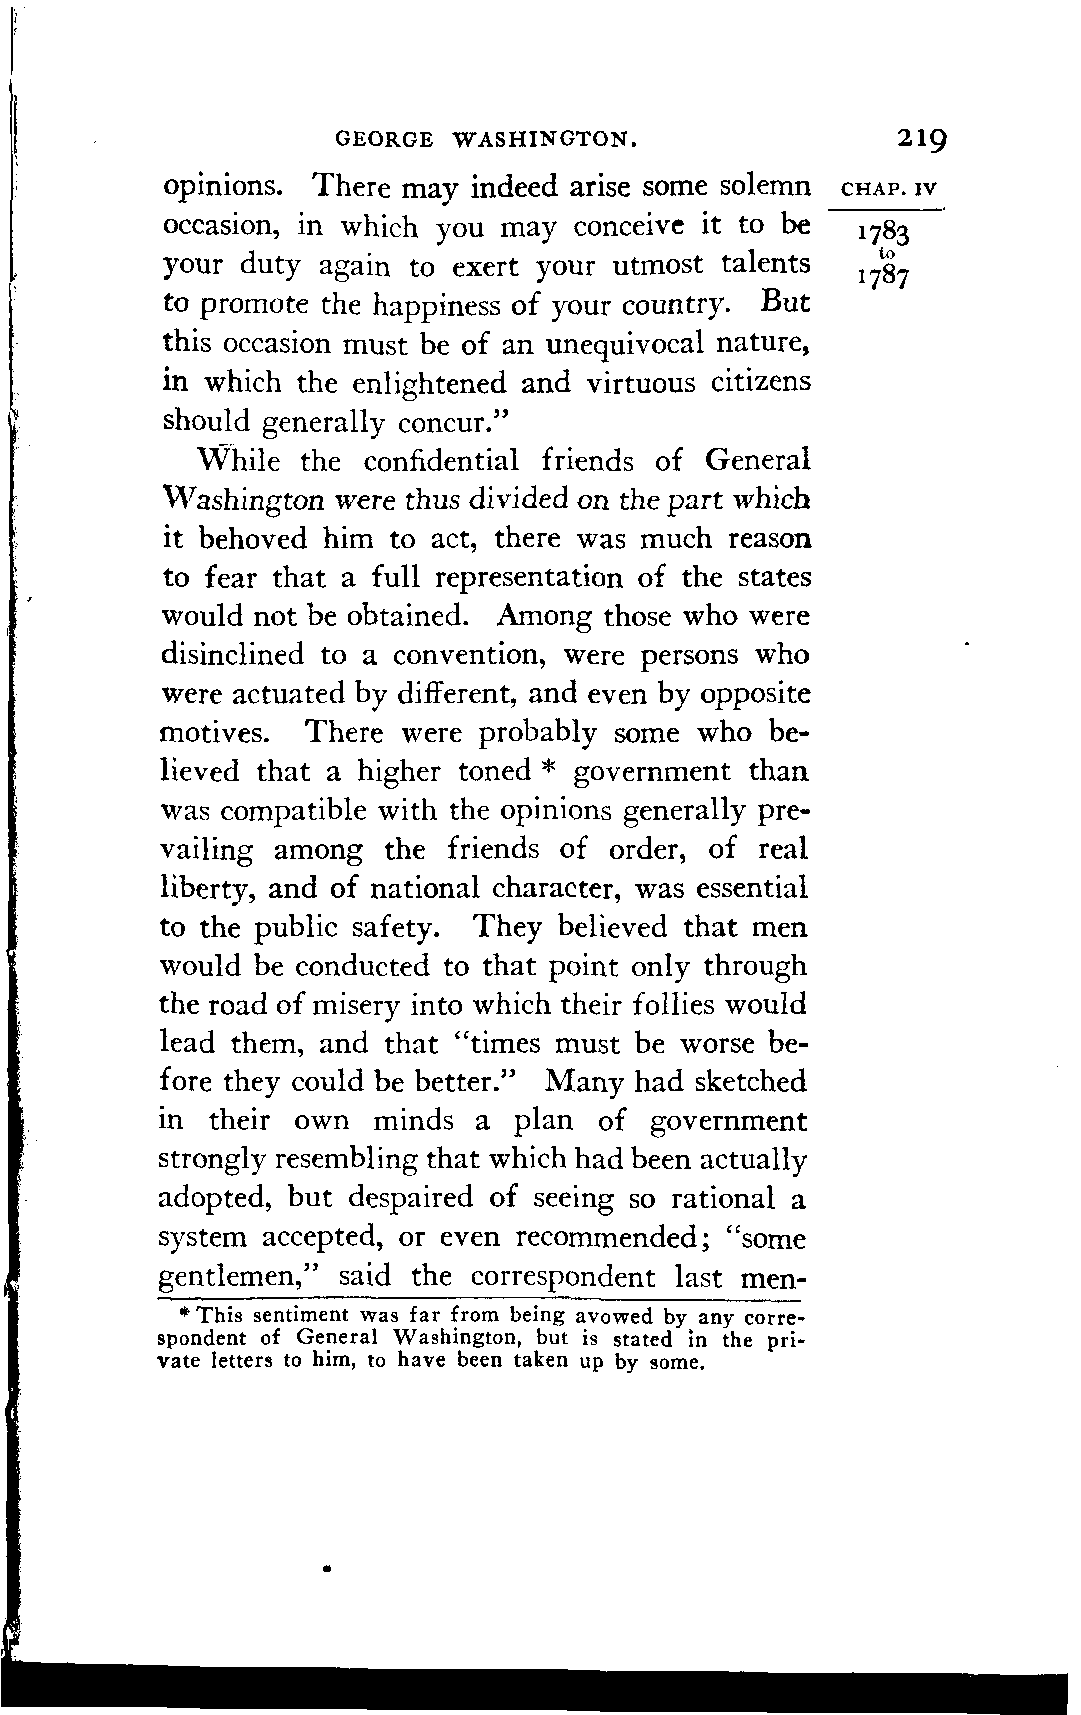 GEORGE WASHINGTON. 219
opinions. There may indeed arise some solemn
occasion, in which you may conceive it to be
your duty again to exert your utmost talents
to promote the happiness of your country. But
this occasion must be of an unequivocal nature,
in which the enlightened and virtuous citizens
should generally concur.”
CHAP. IV
1783
to
1787
While the confidential friends of General
Washington were thus divided on the part which
it behoved him to act, there was much reason
to fear that a full representation of the states
would not be obtained. Among those who were
disinclined to a convention, were persons who
were actuated by different, and even by opposite
motives. There were probably some who be-
lieved that a higher toned * government than
was compatible with the opinions generally pre-
vailing among the friends of order, of real
liberty, and of national character, was essential
to the public safety. They believed that men
would be conducted to that point only through
the road of misery into which their follies would
lead them, and that “times must be worse be-
fore they could be better.” Many had sketched
in their own minds a plan of government
strongly resembling that which had been actually
adopted, but despaired of seeing so rational a
system accepted, or even recommended; “some
gentlemen,” said the correspondent last men-
* This sentiment was far from being avowed by any corre-
spondent of General Washington, but is stated in the pri-
vate letters to him, to have been taken up by some.